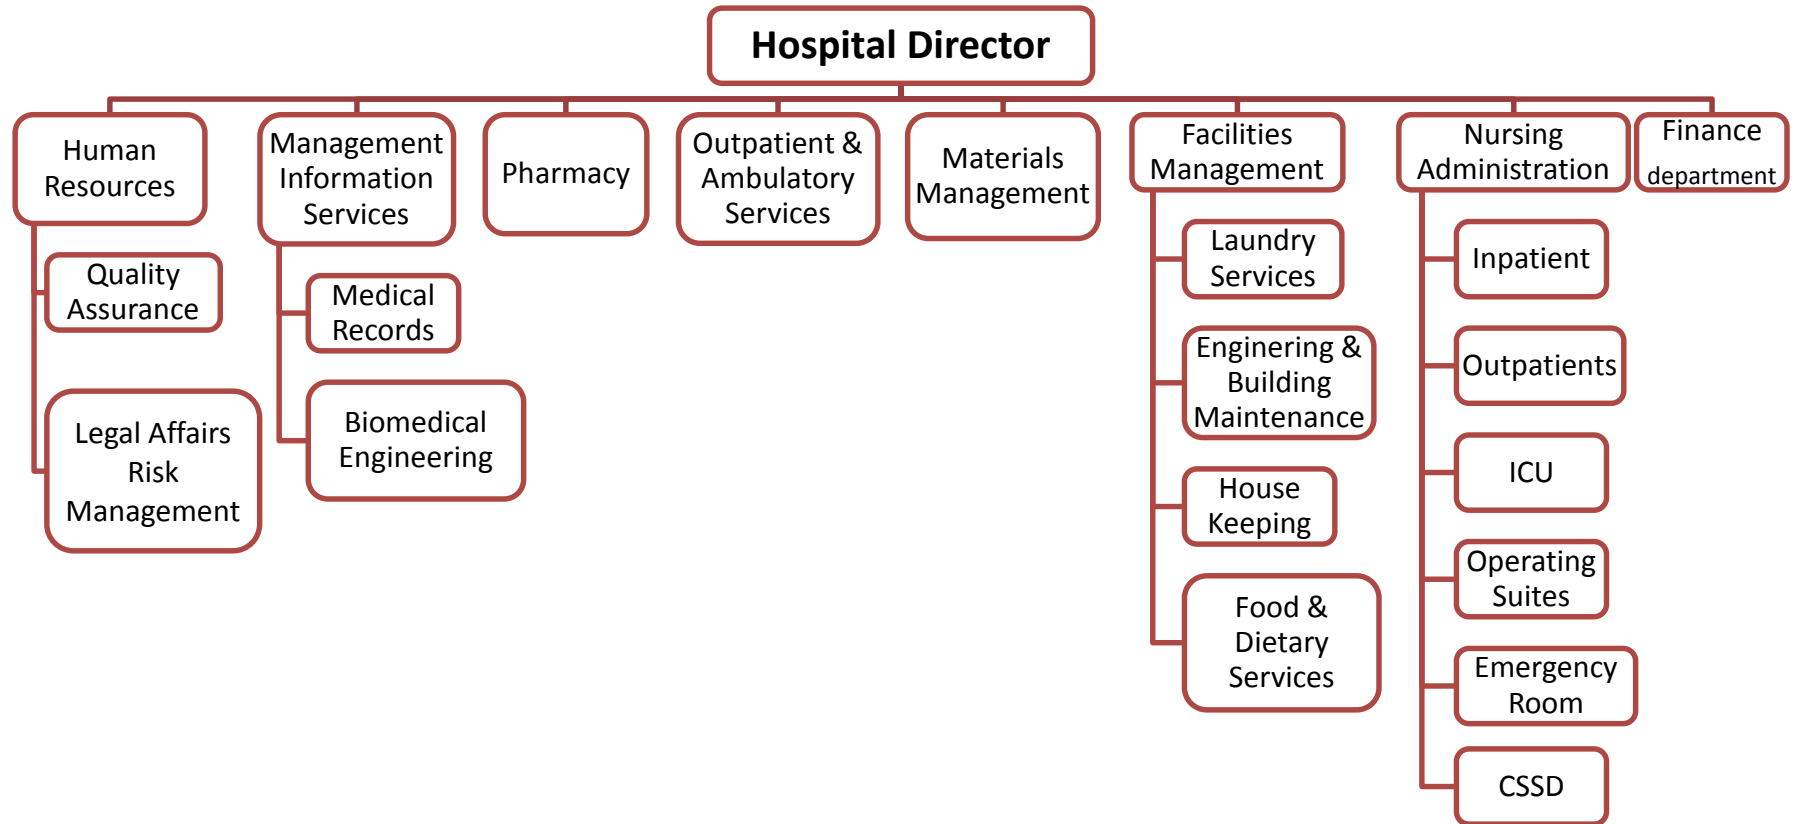 Hospital Director
Human
Resources
Management
Information
Services
Pharmacy
Outpatient &
Ambulatory
Services
Materials
Management
Facilities
Management
Nursing
Administration
Finance
department
Quality
Assurance
Legal Affairs
Risk
Management
Medical
Records
Biomedical
Engineering
Laundry
Services
Enginering &
Building
Maintenance
House
Keeping
Food &
Dietary
Services
Inpatient
Outpatients
ICU
Operating
Suites
Emergency
Room
CSSD